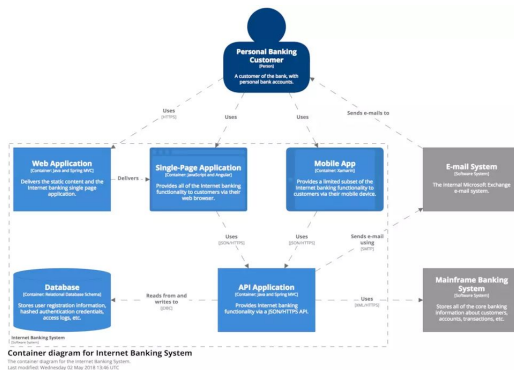 Personal Banking
Customer
[Person]
A customer of the bank, with
personal bank accounts.
Uses
[HTTPS]
Uses
Uses
Sends e-mails to
Web Application
[Container: Java and Spring MVC]
Delivers the static content and the
Internet banking single page
application.
Delivers
Single-Page Application
[Container: JavaScript and Angular]
Provides all of the Internet banking
functionality to customers via their
web browser.
Mobile App
[Container: Xamarin]
Provides a limited subset of the
Internet banking functionality to
customers via their mobile device.
E-mail System
[Software System]
The internal Microsoft Exchange
e-mail system.
Uses
[JSON/HTTPS]
Uses
[JSON/HTTPS]
Sends e-mail
using
[SMTP]
Database
[Container: Relational Database Schema]
Stores user registration information,
hashed authentication credentials,
access logs, etc.
Reads from and
writes to
[JDBC]
API Application
[Container: Java and Spring MVC]
Provides Internet banking
functionality via a JSON/HTTPS API.
Uses
[XML/HTTPS]
Mainframe Banking
System
[Software System]
Stores all of the core banking
information about customers,
accounts, transactions, etc.
Internet Banking System
[Software System]
Container diagram for Internet Banking System
The container diagram for the Internet Banking System.
Last modified: Wednesday 02 May 2018 13:46 UTC